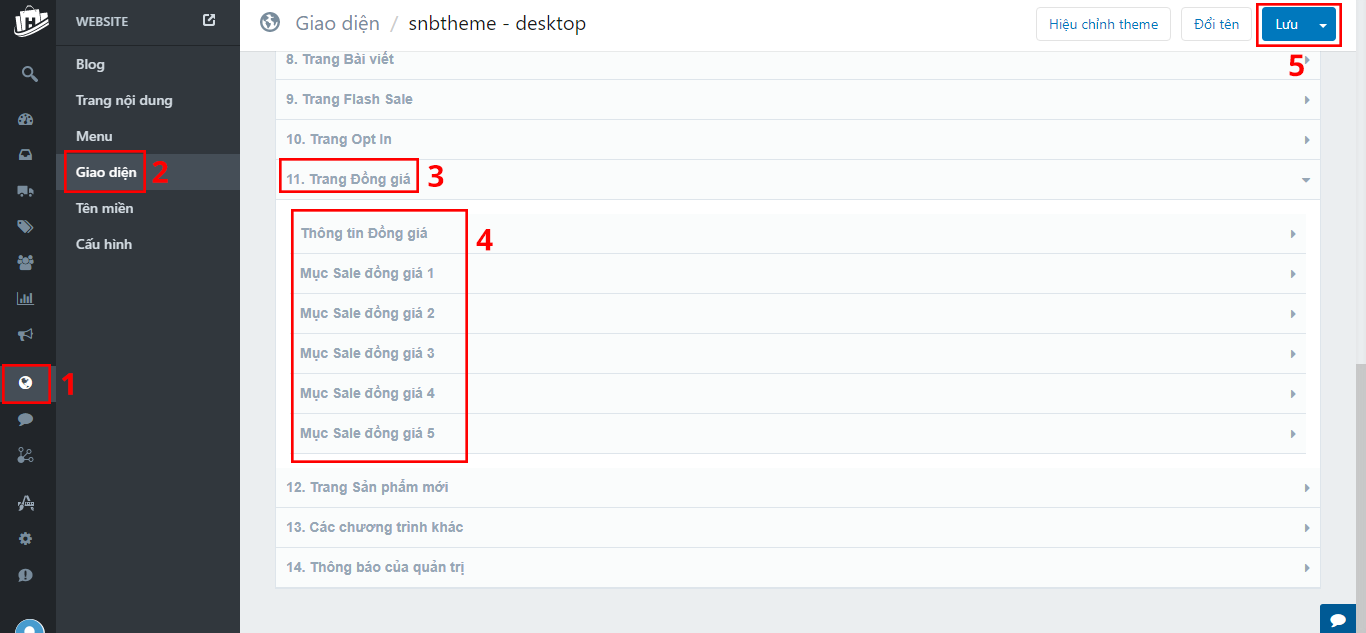 WEBSITE
Blog
Trang nội dung
Menu
Giao diện
2
Tên miền
Cấu hình
1
Giao diện / snbtheme - desktop
Hiệu chỉnh theme
Đổi tên
Lưu
5
8. Trang Bài viết
9. Trang Flash Sale
10. Trang Opt In
11. Trang Đồng giá
3
Thông tin Đồng giá
4
Mục Sale đồng giá 1
Mục Sale đồng giá 2
Mục Sale đồng giá 3
Mục Sale đồng giá 4
Mục Sale đồng giá 5
12. Trang Sản phẩm mới
13. Các chương trình khác
14. Thông báo của quản trị